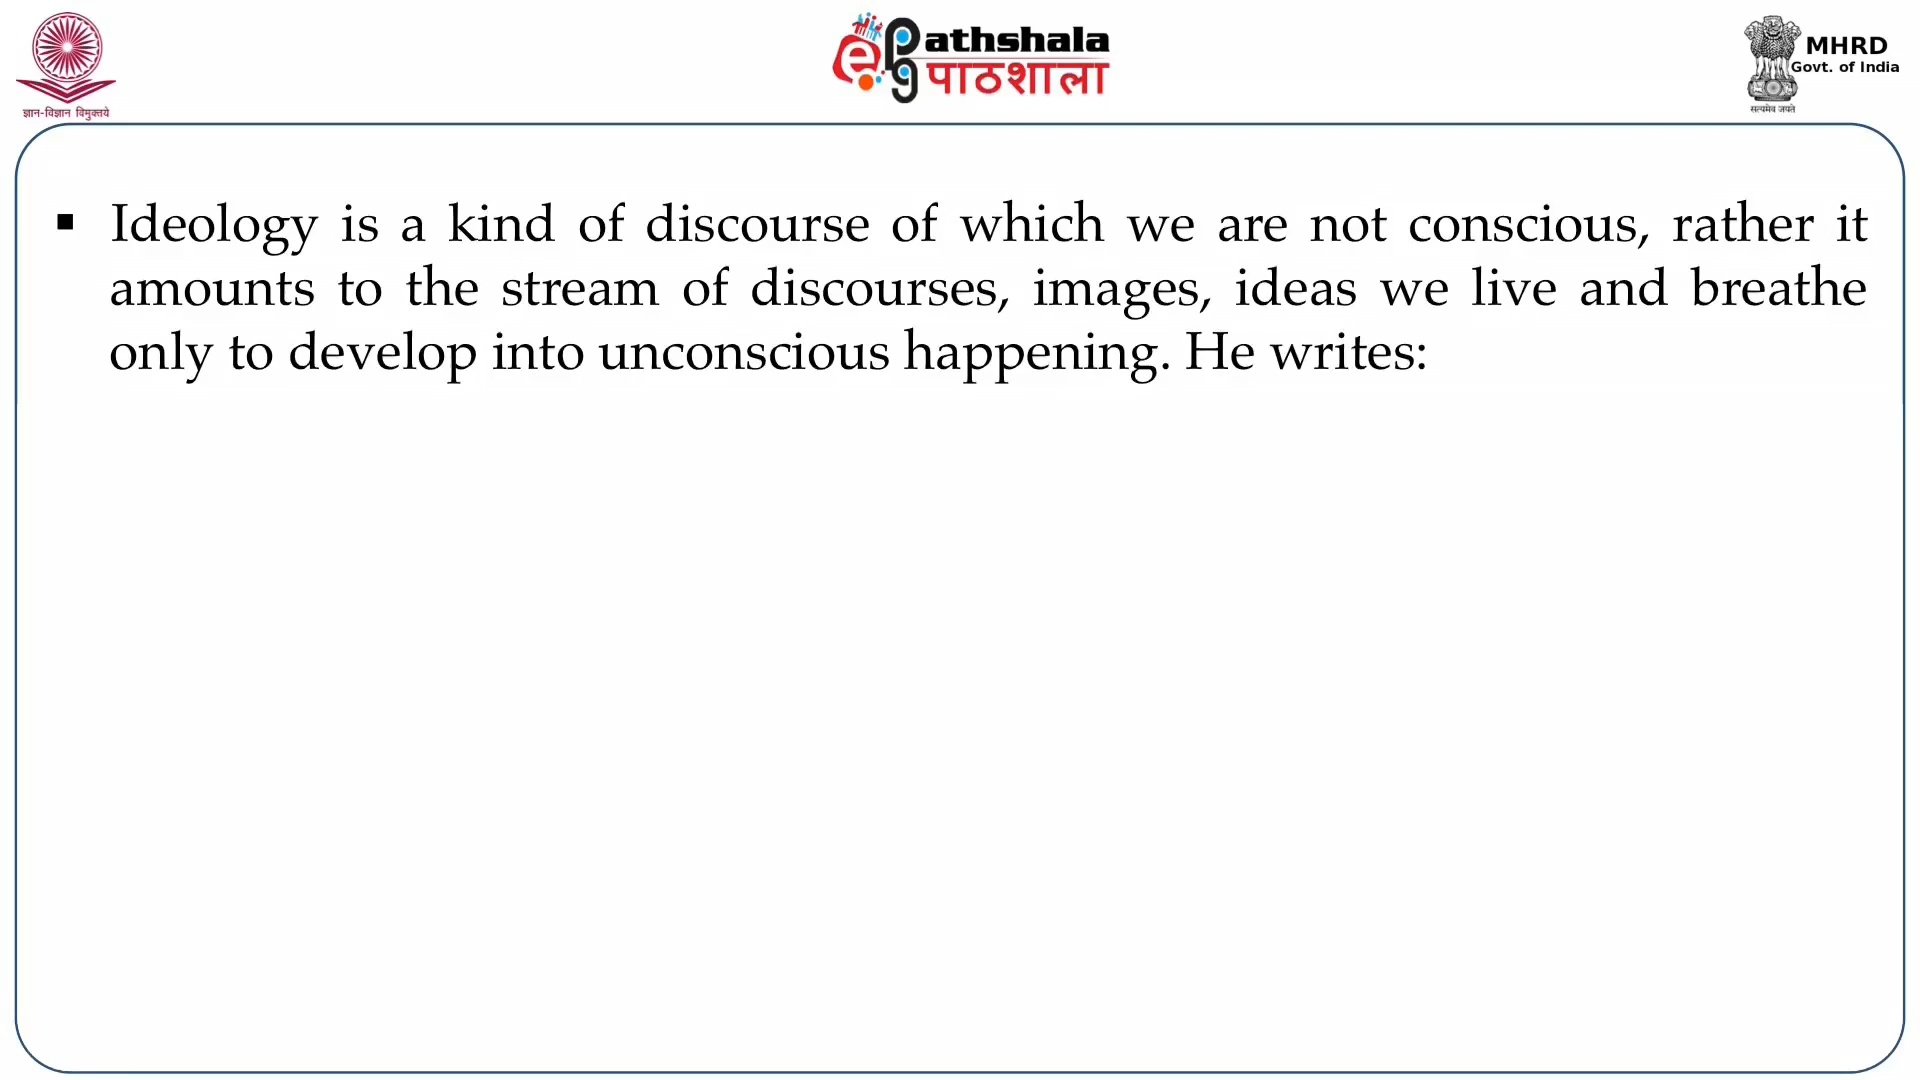 ज्ञान-विज्ञान विमुक्तये
e Pathshala
पाठशाला
सत्यमेव जयते
MHRD
Govt. of India
▪ Ideology is a kind of discourse of which we are not conscious, rather it
amounts to the stream of discourses, images, ideas we live and breathe
only to develop into unconscious happening. He writes: